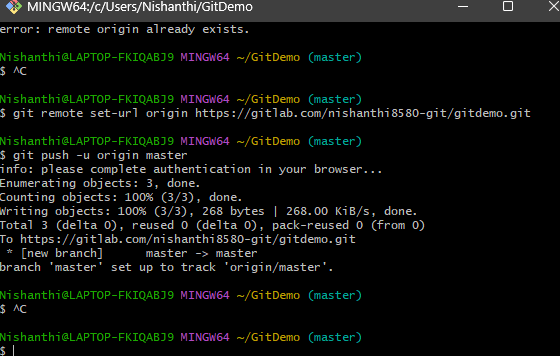 MINGW64:/c/Users/Nishanthi/GitDemo
error: remote origin already exists.
Nishanthi@LAPTOP-FKIQABJ9 MINGW64 ~/GitDemo (master)
$ ^C
Nishanthi@LAPTOP-FKIQABJ9 MINGW64 ~/GitDemo (master)
$ git remote set-url origin https://gitlab.com/nishanthi8580-git/gitdemo.git
Nishanthi@LAPTOP-FKIQABJ9 MINGW64 ~/GitDemo (master)
$ git push -u origin master
info: please complete authentication in your browser...
Enumerating objects: 3, done.
Counting objects: 100% (3/3), done.
Writing objects: 100% (3/3), 268 bytes | 268.00 KiB/s, done.
Total 3 (delta 0), reused 0 (delta 0), pack-reused 0 (from 0)
To https://gitlab.com/nishanthi8580-git/gitdemo.git
 * [new branch]      master -> master
branch 'master' set up to track 'origin/master'.
Nishanthi@LAPTOP-FKIQABJ9 MINGW64 ~/GitDemo (master)
$ ^C
Nishanthi@LAPTOP-FKIQABJ9 MINGW64 ~/GitDemo (master)
$